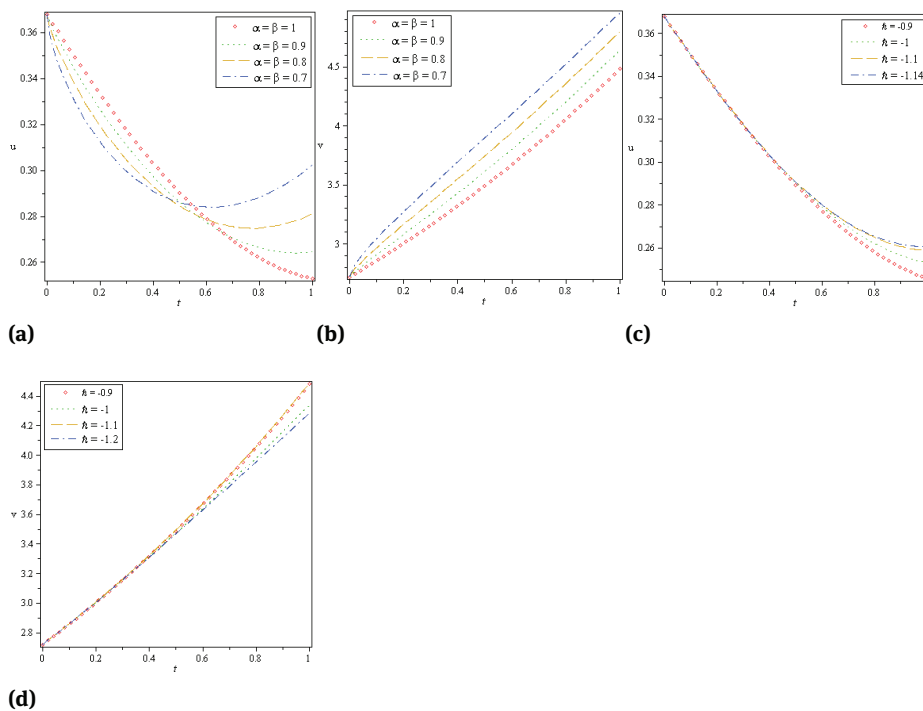 α = β = 1
α = β = 0.9
α = β = 0.8
α = β = 0.7
0.36
0.34
0.32
u
0.30
0.28
0.26
0 0.2 0.4 0.6 0.8 1
t
(a)
α = β = 1
α = β = 0.9
α = β = 0.8
α = β = 0.7
4.5
4
v
3.5
3
0 0.2 0.4 0.6 0.8 1
t
(b)
ℏ = -0.9
ℏ = -1
ℏ = -1.1
ℏ = -1.14
0.36
0.34
0.32
u
0.30
0.28
0.26
0 0.2 0.4 0.6 0.8 1
t
(c)
ℏ = -0.9
ℏ = -1
ℏ = -1.1
ℏ = -1.2
4.4
4.2
4.0
3.8
3.6
v
3.4
3.2
3.0
2.8
0 0.2 0.4 0.6 0.8 1
t
(d)